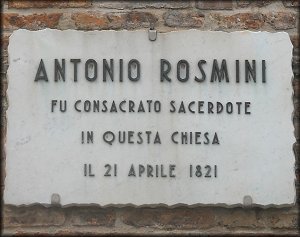 ANTONIO ROSMINI
FU CONSACRATO SACERDOTE
IN QUESTA CHIESA
IL 21 APRILE 1821